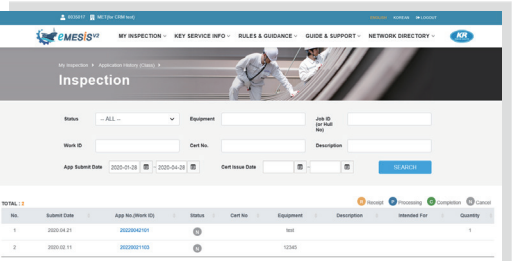 6010017 MET(for CRM test) ENGLISH KOREAN LOGOUT
eMESIS V2 MY INSPECTION KEY SERVICE INFO RULES & GUIDANCE GUIDE & SUPPORT NETWORK DIRECTORY KR
My Inspection Application History (Class)
Inspection
Status -- ALL -- Equipment Job ID
(or Hull
No)
Work ID Cert No. Description
App Submit Date 2020-01-28 ~ 2020-04-28 Cert Issue Date ~ SEARCH
TOTAL : 2 R Receipt P Processing C Completion N Cancel
No. Submit Date App No.(Work ID) Status Cert No Equipment Description Intended For Quantity
1 2020.04.21 20220042101 N test 1
2 2020.02.11 20220021103 N 12345